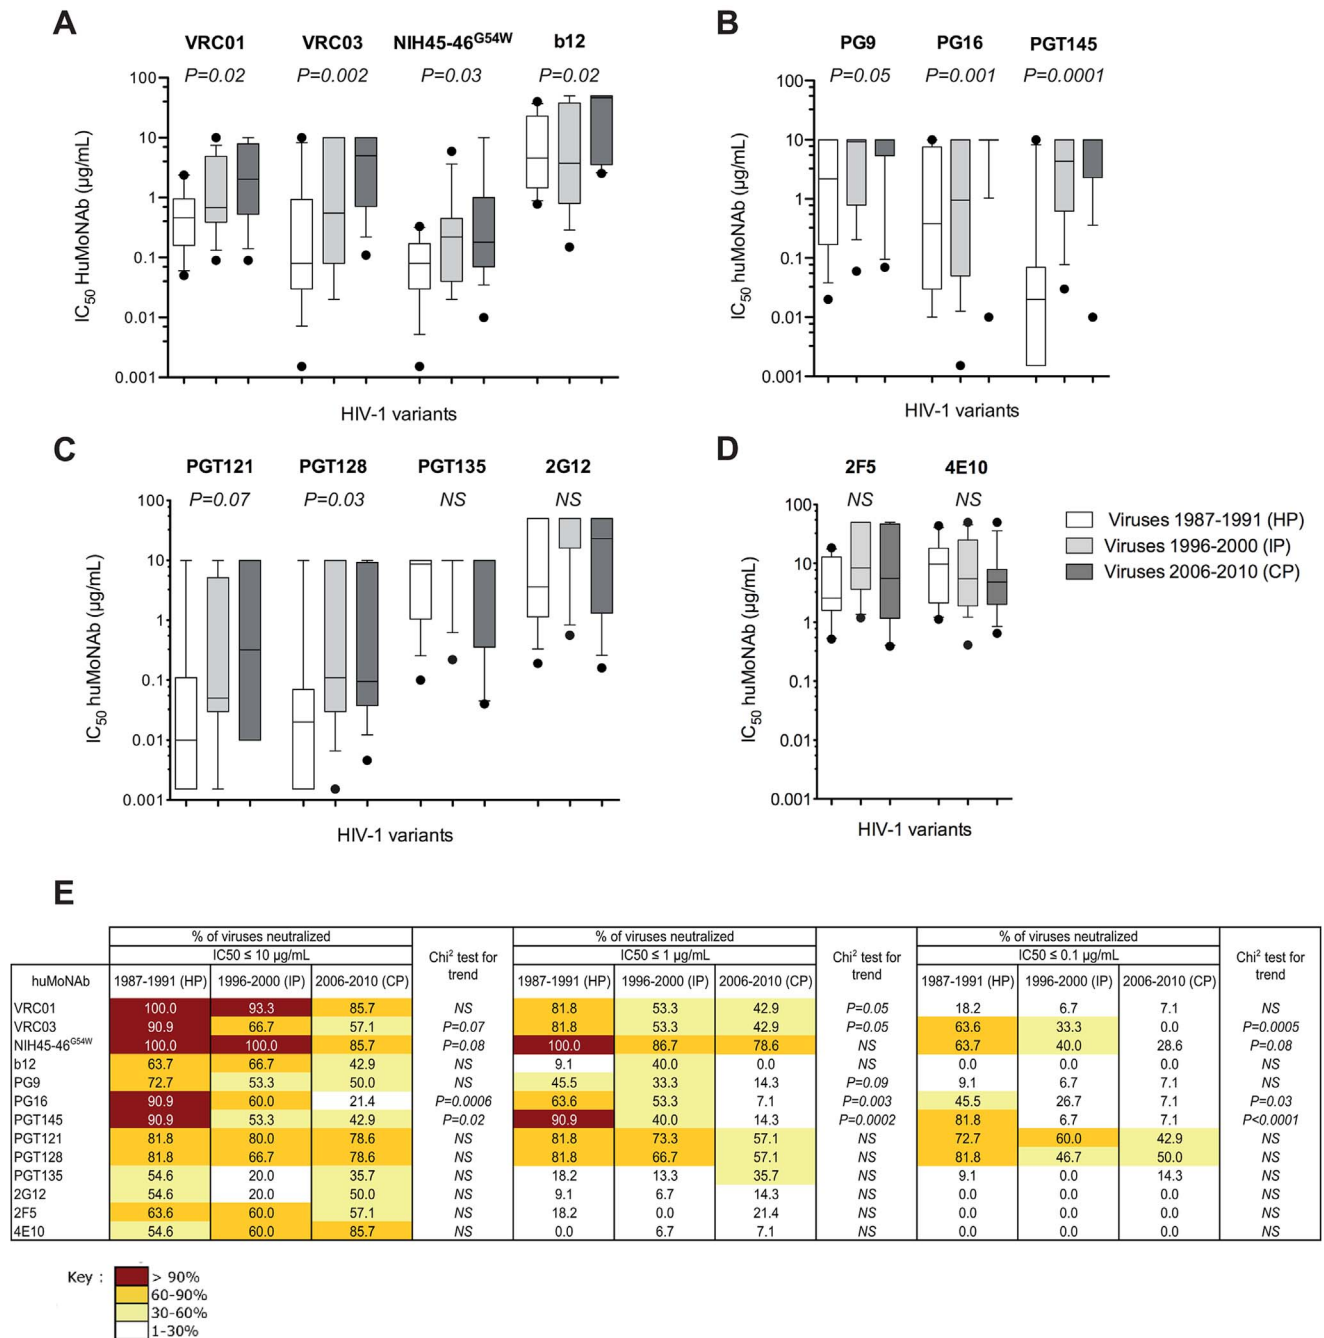 A
VRC01 VRC03 NIH45-46G54W b12
P=0.02 P=0.002 P=0.03 P=0.02
100
10
1
0.1
0.01
0.001
IC50 HuMoNAb (µg/mL)
HIV-1 variants
B
PG9 PG16 PGT145
P=0.05 P=0.001 P=0.0001
100
10
1
0.1
0.01
0.001
IC50 huMoNAb (µg/mL)
HIV-1 variants
C
PGT121 PGT128 PGT135 2G12
P=0.07 P=0.03 NS NS
100
10
1
0.1
0.01
0.001
IC50 huMoNAb (µg/mL)
HIV-1 variants
D
2F5 4E10
NS NS
100
10
1
0.1
0.01
0.001
IC50 huMoNAb (µg/mL)
HIV-1 variants
Viruses 1987-1991 (HP)
Viruses 1996-2000 (IP)
Viruses 2006-2010 (CP)
E
% of viruses neutralized % of viruses neutralized % of viruses neutralized
IC50 ≤ 10 µg/mL Chi2 test for trend IC50 ≤ 1 µg/mL Chi2 test for trend IC50 ≤ 0.1 µg/mL Chi2 test for trend
huMoNAb 1987-1991 (HP) 1996-2000 (IP) 2006-2010 (CP) 1987-1991 (HP) 1996-2000 (IP) 2006-2010 (CP) 1987-1991 (HP) 1996-2000 (IP) 2006-2010 (CP)
VRC01 100.0 93.3 85.7 NS 81.8 53.3 42.9 P=0.05 18.2 6.7 7.1 NS
VRC03 90.9 66.7 57.1 P=0.07 81.8 53.3 42.9 P=0.05 63.6 33.3 0.0 P=0.0005
NIH45-46G54W 100.0 100.0 85.7 P=0.08 100.0 86.7 78.6 NS 63.7 40.0 28.6 P=0.08
b12 63.7 66.7 42.9 NS 9.1 40.0 0.0 NS 0.0 0.0 0.0 NS
PG9 72.7 53.3 50.0 NS 45.5 33.3 14.3 P=0.09 9.1 6.7 7.1 NS
PG16 90.9 60.0 21.4 P=0.0006 63.6 53.3 7.1 P=0.003 45.5 26.7 7.1 P=0.03
PGT145 90.9 53.3 42.9 P=0.02 90.9 40.0 14.3 P=0.0002 81.8 6.7 7.1 P<0.0001
PGT121 81.8 80.0 78.6 NS 81.8 73.3 57.1 NS 72.7 60.0 42.9 NS
PGT128 81.8 66.7 78.6 NS 81.8 66.7 57.1 NS 81.8 46.7 50.0 NS
PGT135 54.6 20.0 35.7 NS 18.2 13.3 35.7 NS 9.1 0.0 14.3 NS
2G12 54.6 20.0 50.0 NS 9.1 6.7 14.3 NS 0.0 0.0 0.0 NS
2F5 63.6 60.0 57.1 NS 18.2 0.0 21.4 NS 0.0 0.0 0.0 NS
4E10 54.6 60.0 85.7 NS 0.0 6.7 7.1 NS 0.0 0.0 0.0 NS
Key : > 90%
60-90%
30-60%
1-30%